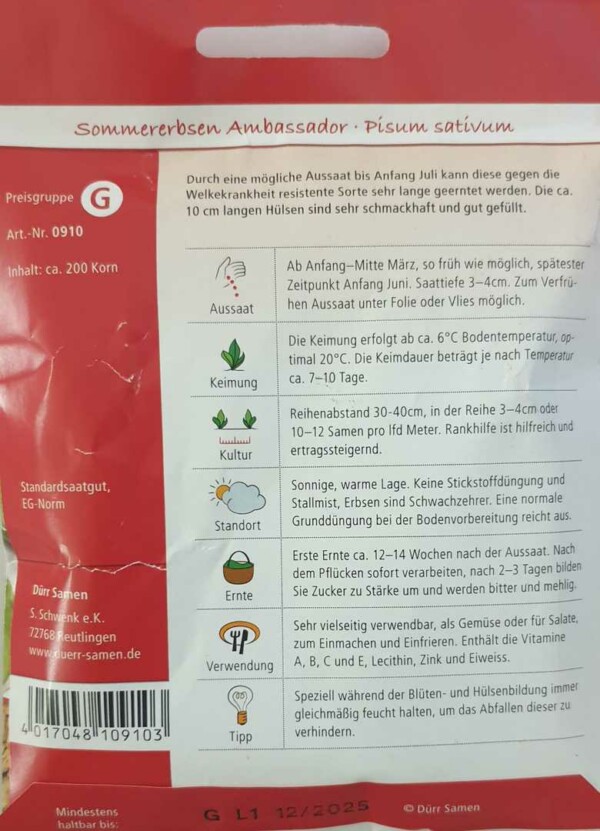 Sommererbsen Ambassador · Pisum sativum
Preisgruppe G
Art.-Nr. 0910
Inhalt: ca. 200 Korn
Durch eine mögliche Aussaat bis Anfang Juli kann diese gegen die
Welkekrankheit resistente Sorte sehr lange geerntet werden. Die ca.
10 cm langen Hülsen sind sehr schmackhaft und gut gefüllt.
Aussaat
Ab Anfang–Mitte März, so früh wie möglich, spätester
Zeitpunkt Anfang Juni. Saattiefe 3–4cm. Zum Verfrü-
hen Aussaat unter Folie oder Vlies möglich.
Keimung
Die Keimung erfolgt ab ca. 6°C Bodentemperatur, op-
timal 20°C. Die Keimdauer beträgt je nach Temperatur
ca. 7–10 Tage.
Kultur
Reihenabstand 30-40cm, in der Reihe 3–4cm oder
10–12 Samen pro lfd Meter. Rankhilfe ist hilfreich und
ertragssteigernd.
Standort
Sonnige, warme Lage. Keine Stickstoffdüngung und
Stallmist, Erbsen sind Schwachzehrer. Eine normale
Grunddüngung bei der Bodenvorbereitung reicht aus.
Ernte
Erste Ernte ca. 12–14 Wochen nach der Aussaat. Nach
dem Pflücken sofort verarbeiten, nach 2–3 Tagen bilden
Sie Zucker zu Stärke um und werden bitter und mehlig.
Verwendung
Sehr vielseitig verwendbar, als Gemüse oder für Salate,
zum Einmachen und Einfrieren. Enthält die Vitamine
A, B, C und E, Lecithin, Zink und Eiweiss.
Tipp
Speziell während der Blüten- und Hülsenbildung immer
gleichmäßig feucht halten, um das Abfallen dieser zu
verhindern.
Standardsaatgut,
EG-Norm
Dürr Samen
S. Schwenk e.K.
72768 Reutlingen
www.duerr-samen.de
4 017048 109103
Mindestens
haltbar bis:
G L1 12/2025
© Dürr Samen